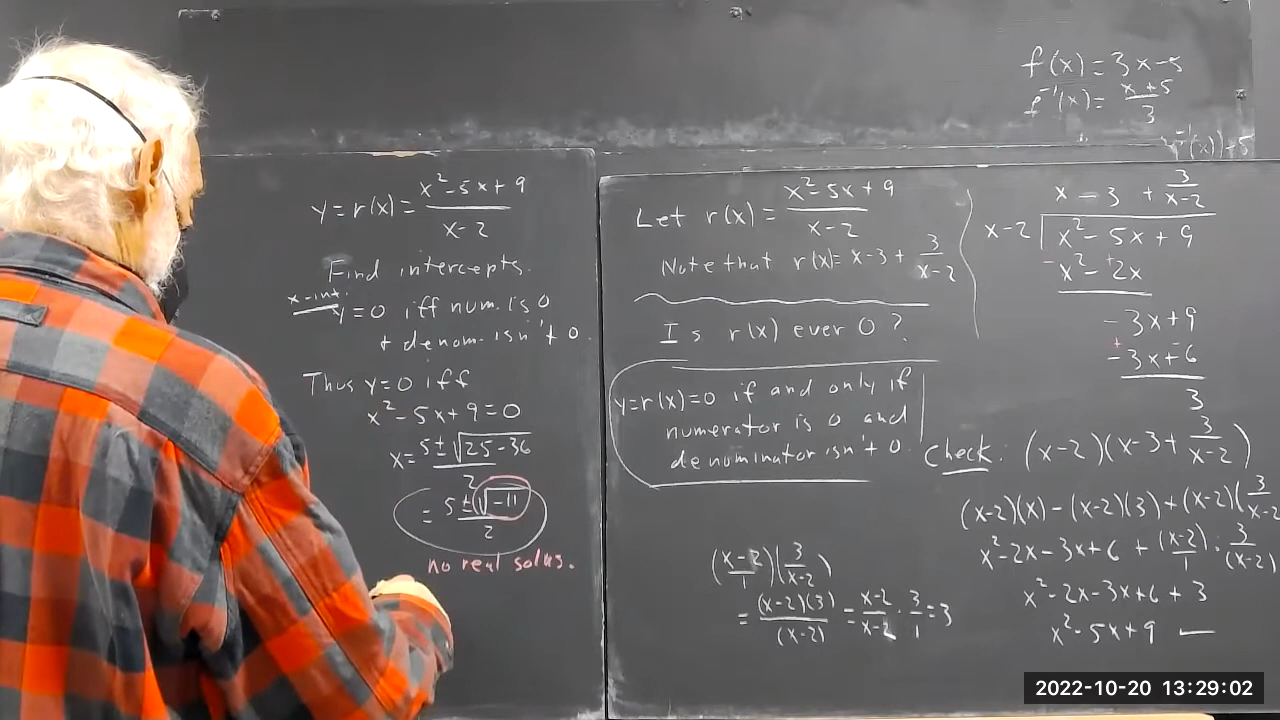 f(x) = 3x-5
f⁻¹(x) = (x+5)/3
⁻¹(x))+5
y = r(x) = (x²-5x+9)/(x-2)
Find intercepts.
x-int. y=0 iff num. is 0
+ denom. isn't 0.
Thus y=0 iff
x²-5x+9=0
x = (5±√(25-36))/2
= (5±√(-11))/2
no real solns.
Let r(x) = (x²-5x+9)/(x-2)
Note that r(x) = x-3 + 3/(x-2)
Is r(x) ever 0?
y=r(x)=0 if and only if
numerator is 0 and
denominator isn't 0.
((x-2)/1)(3/(x-2))
= (x-2)(3)/(x-2) = (x-2)/(x-2) · 3/1 = 3
x - 3 + 3/(x-2)
x-2 x² - 5x + 9
- x² - + 2x
-3x+9
+ - -3x+6
3
Check: (x-2)(x-3+3/(x-2))
(x-2)(x)-(x-2)(3)+(x-2)(3/(x-2
x²-2x-3x+6 + (x-2)/1 · 3/(x-2)
x²-2x-3x+6+3
x²-5x+9
2022-10-20 13:29:02